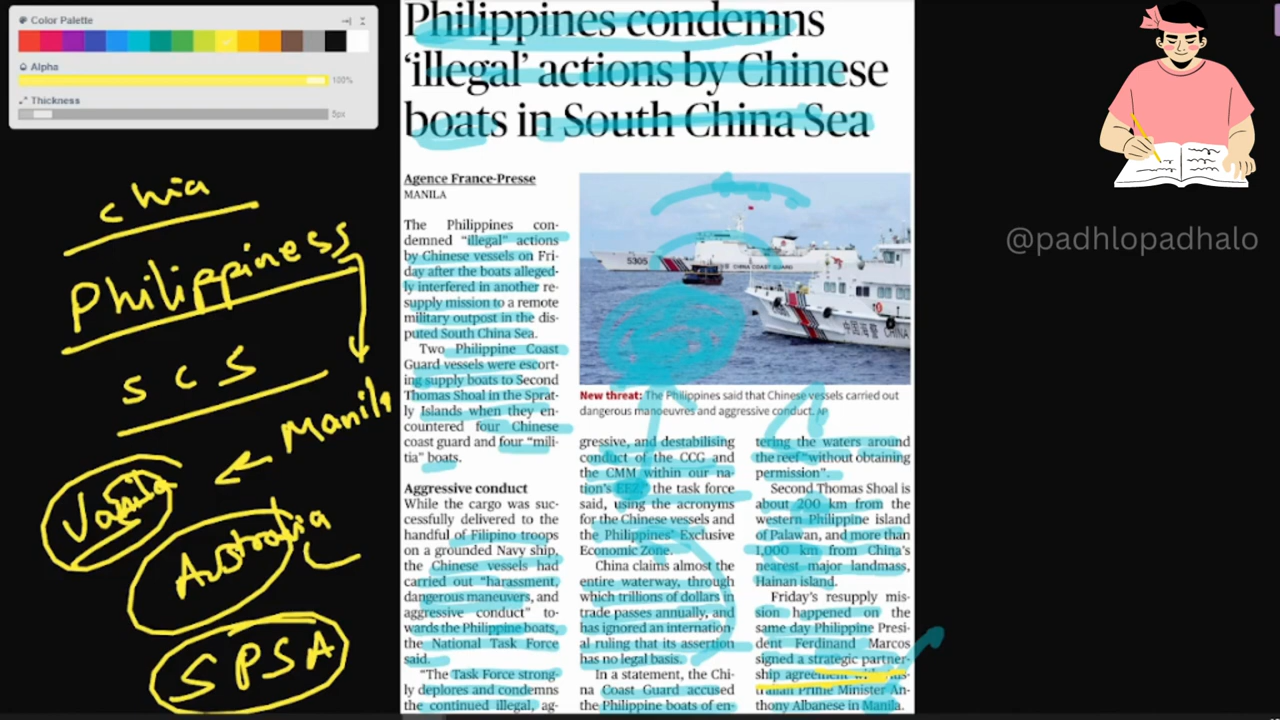 Color Palette
Alpha
100%
Thickness
5px
chia
Philippiness
SCS
Manila
Australia
SPSA
Philippines condemns
‘illegal’ actions by Chinese
boats in South China Sea
Agence France-Presse
MANILA
The Philippines con-
demned “illegal” actions
by Chinese vessels on Fri-
day after the boats alleged-
ly interfered in another re-
supply mission to a remote
military outpost in the dis-
puted South China Sea.
Two Philippine Coast
Guard vessels were escort-
ing supply boats to Second
Thomas Shoal in the Sprat-
ly Islands when they en-
countered four Chinese
coast guard and four “mili-
tia” boats.
Aggressive conduct
While the cargo was suc-
cessfully delivered to the
handful of Filipino troops
on a grounded Navy ship,
the Chinese vessels had
carried out “harassment,
dangerous maneuvers, and
aggressive conduct” to-
wards the Philippine boats,
the National Task Force
said.
“The Task Force strong-
ly deplores and condemns
the continued illegal, ag-
5305
CHINA COAST GUARD
中国海警
CHINA
New threat: The Philippines said that Chinese vessels carried out
dangerous manoeuvres and aggressive conduct. AP
gressive, and destabilising
conduct of the CCG and
the CMM within our na-
tion’s EEZ,” the task force
said, using the acronyms
for the Chinese vessels and
the Philippines’ Exclusive
Economic Zone.
China claims almost the
entire waterway, through
which trillions of dollars in
trade passes annually, and
has ignored an internation-
al ruling that its assertion
has no legal basis.
In a statement, the Chi-
na Coast Guard accused
the Philippine boats of en-
tering the waters around
the reef “without obtaining
permission”.
Second Thomas Shoal is
about 200 km from the
western Philippine island
of Palawan, and more than
1,000 km from China’s
nearest major landmass,
Hainan island.
Friday’s resupply mis-
sion happened on the
same day Philippine Presi-
dent Ferdinand Marcos
signed a strategic partner-
ship agreement
Prime Minister An-
thony Albanese in Manila.
@padhlopadhalo